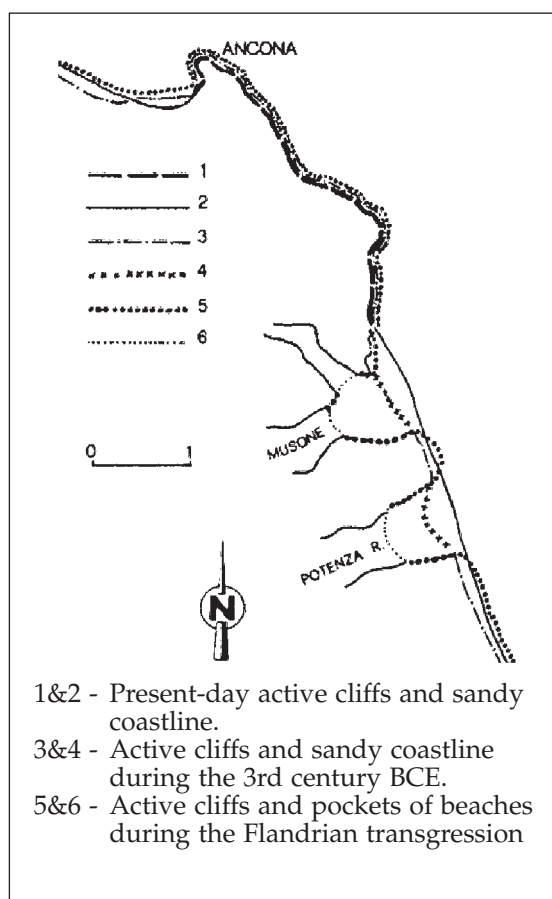 ANCONA
1
2
3
4
5
6
0 1
MUSONE
POTENZA R.
N
1&2 - Present-day active cliffs and sandy
coastline.
3&4 - Active cliffs and sandy coastline
during the 3rd century BCE.
5&6 - Active cliffs and pockets of beaches
during the Flandrian transgression